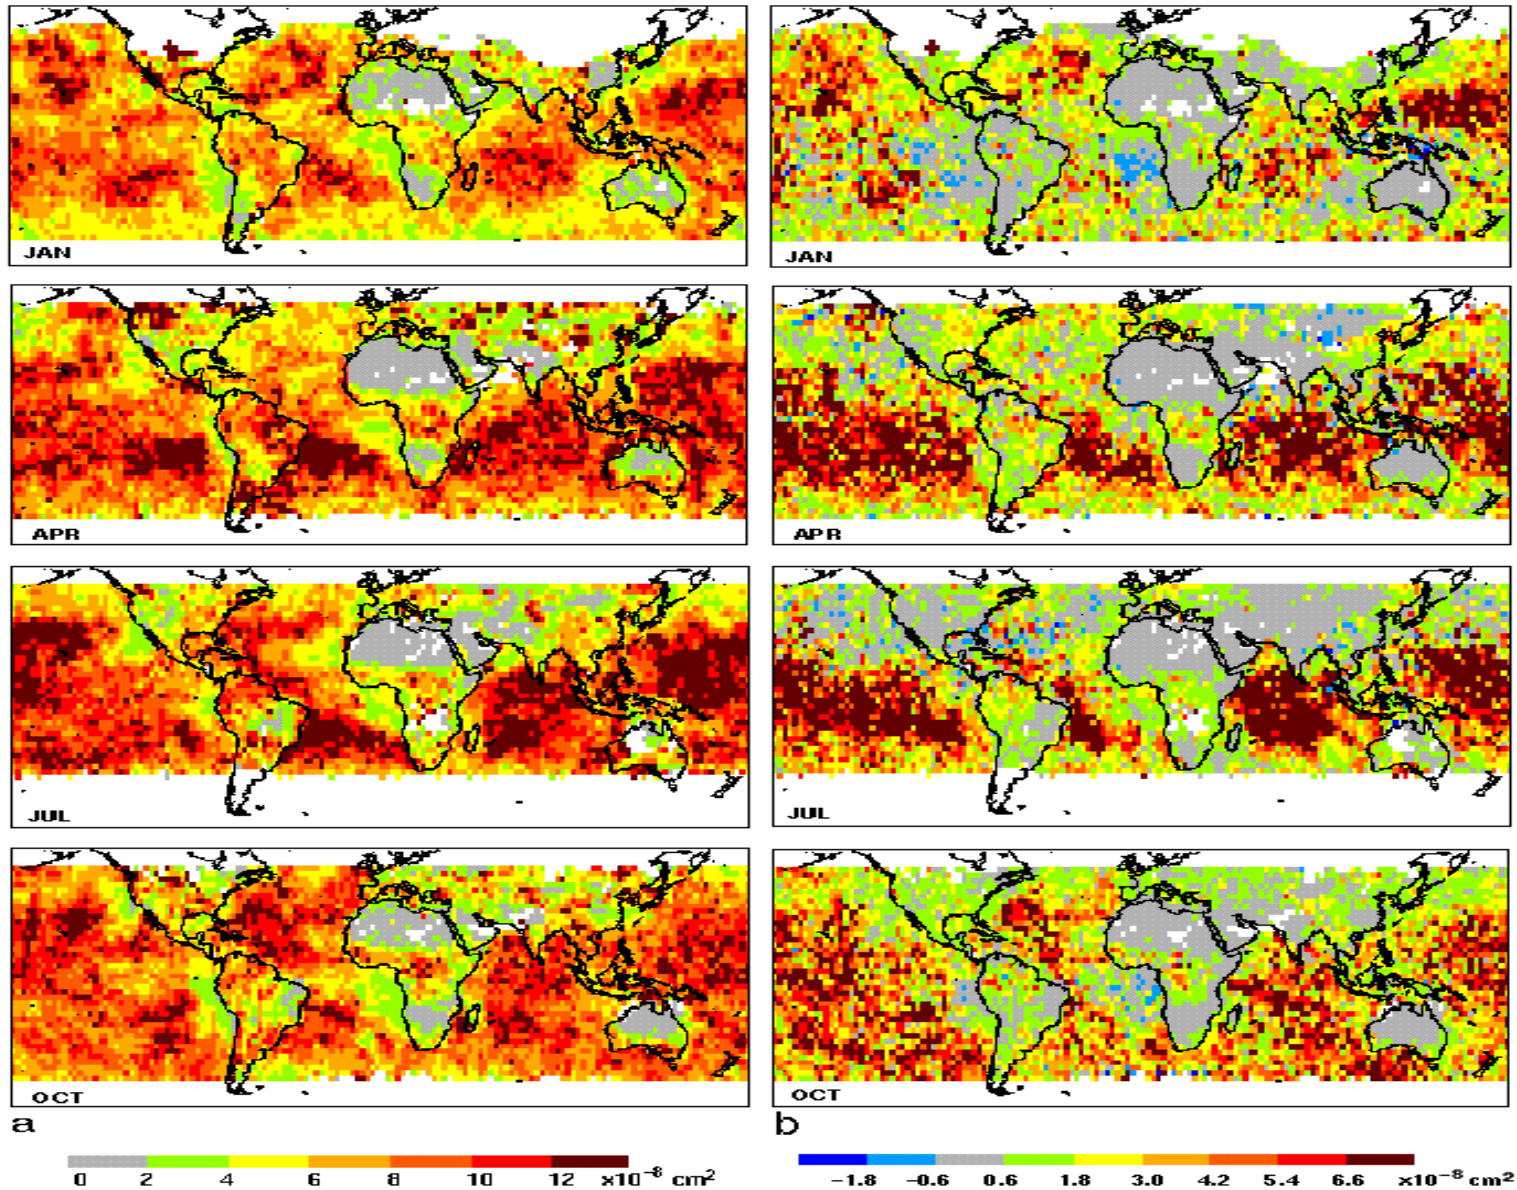 JAN JAN
APR APR
JUL JUL
OCT OCT
a b
0 2 4 6 8 10 12 x10⁻⁸ cm² -1.8 -0.6 0.6 1.8 3.0 4.2 5.4 6.6 x10⁻⁸ cm²